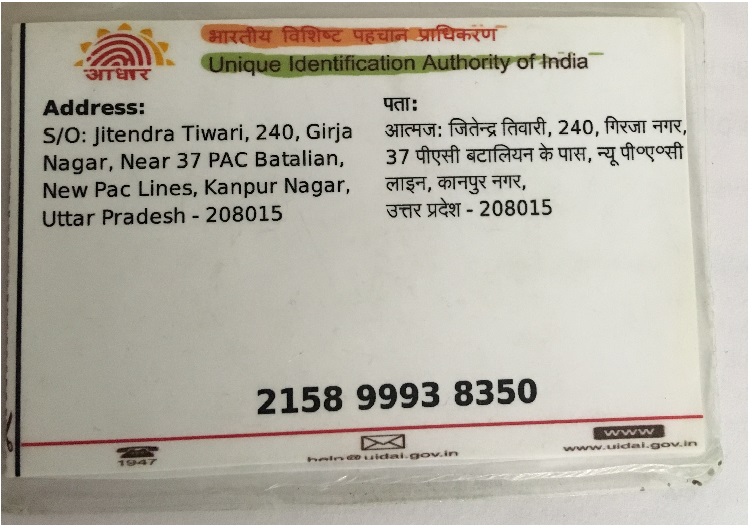 भारतीय विशिष्ट पहचान प्राधिकरण
Unique Identification Authority of India
आधार
Address:
S/O: Jitendra Tiwari, 240, Girja
Nagar, Near 37 PAC Batalian,
New Pac Lines, Kanpur Nagar,
Uttar Pradesh - 208015
पता:
आत्मज: जितेन्द्र तिवारी, 240, गिरजा नगर,
37 पीएसी बटालियन के पास, न्यू पी०ए०सी
लाइन, कानपुर नगर,
उत्तर प्रदेश - 208015
2158 9993 8350
1947
help@uidai.gov.in
WWW
www.uidai.gov.in